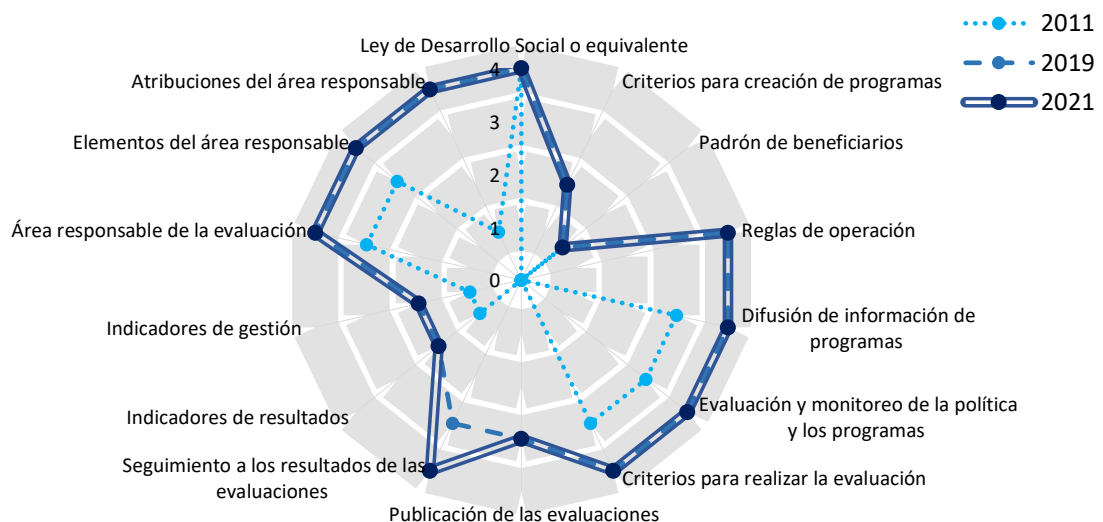 2011
2019
2021
Ley de Desarrollo Social o equivalente
Atribuciones del área responsable
Criterios para creación de programas
Elementos del área responsable
Padrón de beneficiarios
Área responsable de la evaluación
Reglas de operación
Indicadores de gestión
Difusión de información de
programas
Indicadores de resultados
Evaluación y monitoreo de la política
y los programas
Seguimiento a los resultados de las
evaluaciones
Criterios para realizar la evaluación
Publicación de las evaluaciones
4
3
2
1
0